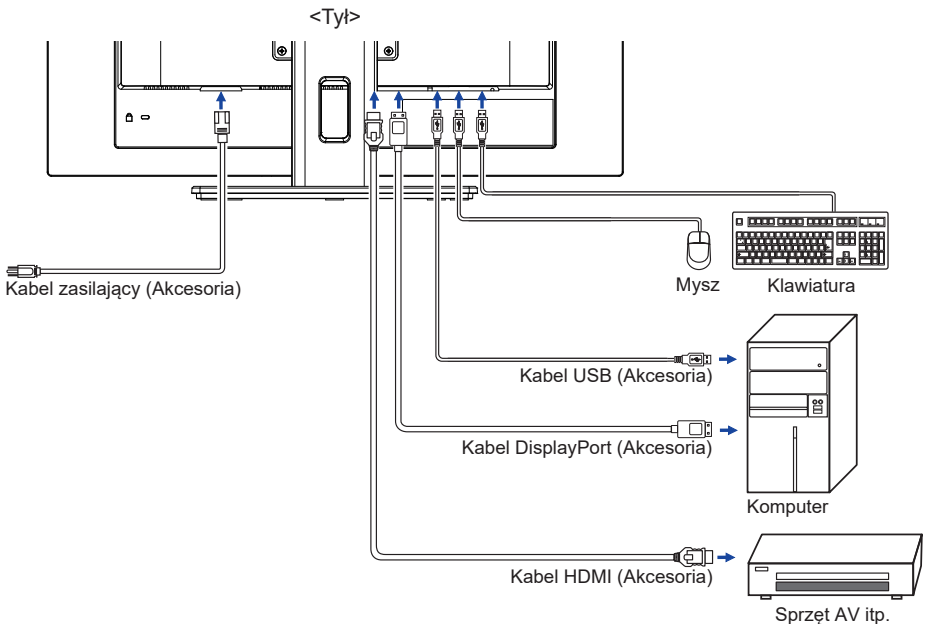 <Tył>
Kabel zasilający (Akcesoria)
Mysz
Klawiatura
Kabel USB (Akcesoria)
Kabel DisplayPort (Akcesoria)
Komputer
Kabel HDMI (Akcesoria)
Sprzęt AV itp.